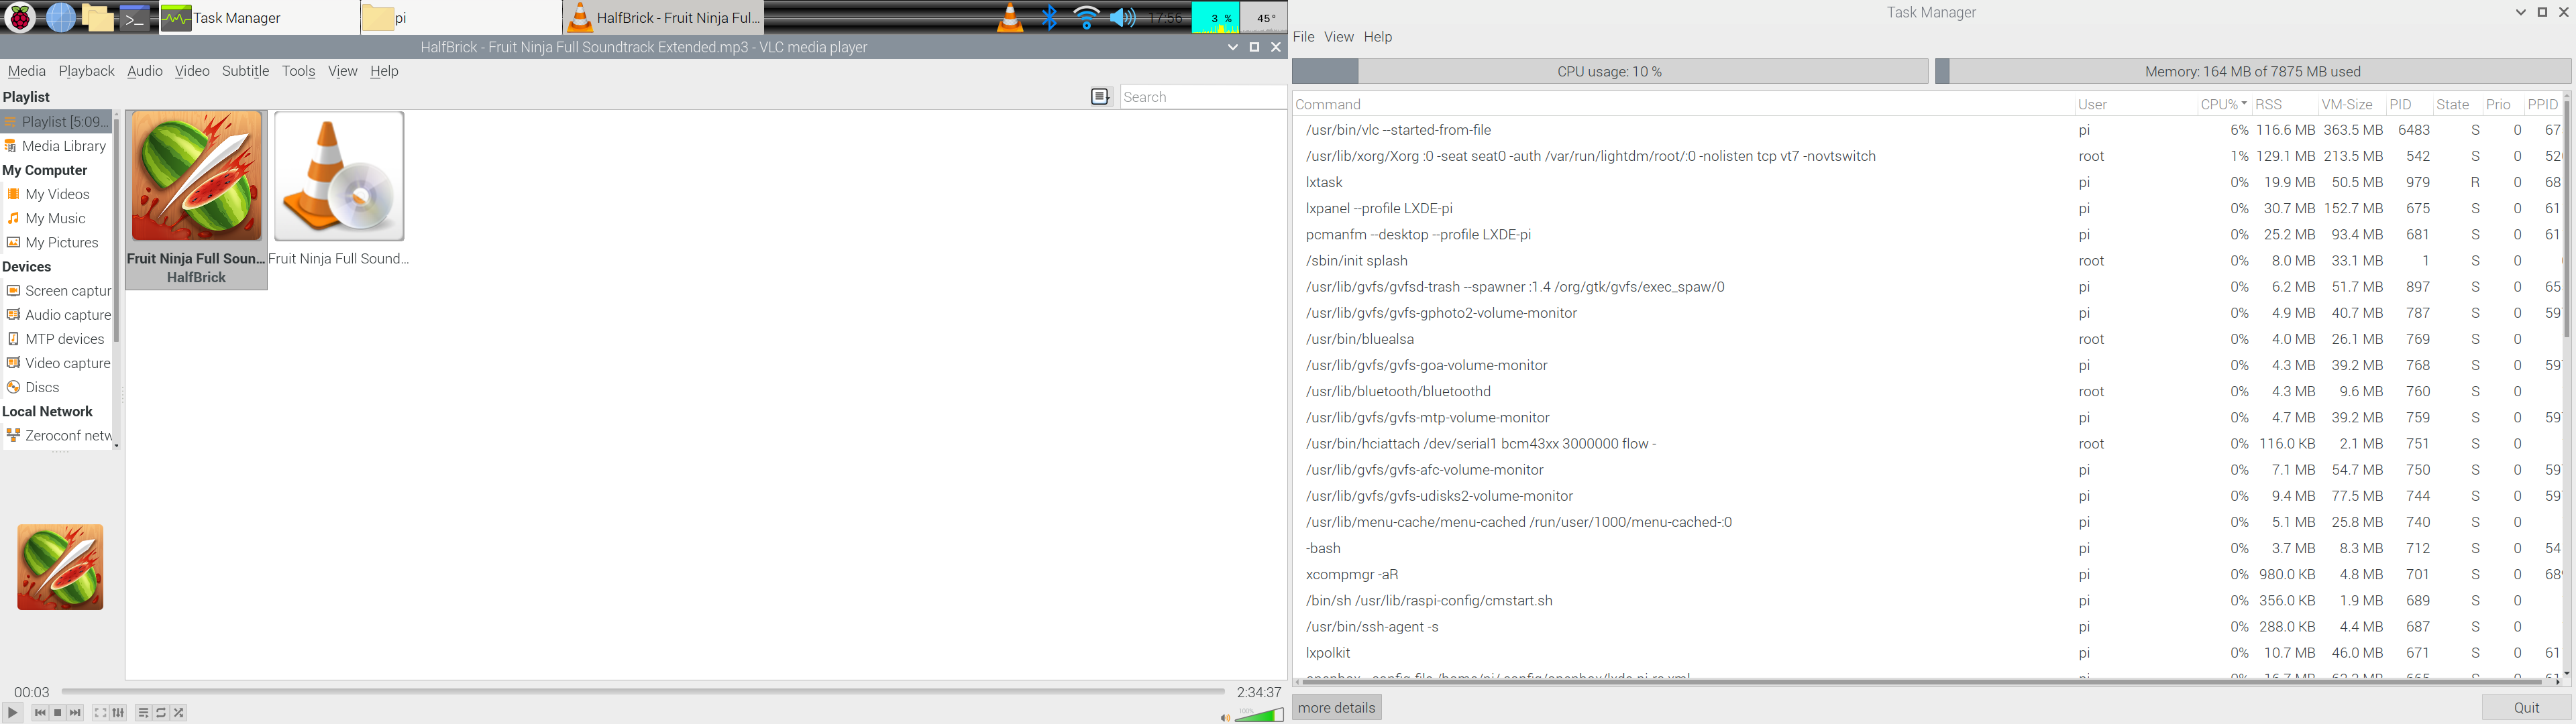 Task Manager
pi
HalfBrick - Fruit Ninja Ful...
17:56
3 %
45°
HalfBrick - Fruit Ninja Full Soundtrack Extended.mp3 - VLC media player
Media Playback Audio Video Subtitle Tools View Help
Playlist
Search
Playlist [5:09...
Media Library
My Computer
My Videos
My Music
My Pictures
Devices
Screen captur
Audio capture
MTP devices
Video capture
Discs
Local Network
Zeroconf netw
Fruit Ninja Full Soun...
HalfBrick
Fruit Ninja Full Sound...
00:03
2:34:37
100%
Task Manager
File View Help
CPU usage: 10 %
Memory: 164 MB of 7875 MB used
Command User CPU% RSS VM-Size PID State Prio PPID
/usr/bin/vlc --started-from-file pi 6% 116.6 MB 363.5 MB 6483 S 0 67
/usr/lib/xorg/Xorg :0 -seat seat0 -auth /var/run/lightdm/root/:0 -nolisten tcp vt7 -novtswitch root 1% 129.1 MB 213.5 MB 542 S 0 52
lxtask pi 0% 19.9 MB 50.5 MB 979 R 0 68
lxpanel --profile LXDE-pi pi 0% 30.7 MB 152.7 MB 675 S 0 61
pcmanfm --desktop --profile LXDE-pi pi 0% 25.2 MB 93.4 MB 681 S 0 61
/sbin/init splash root 0% 8.0 MB 33.1 MB 1 S 0
/usr/lib/gvfs/gvfsd-trash --spawner :1.4 /org/gtk/gvfs/exec_spaw/0 pi 0% 6.2 MB 51.7 MB 897 S 0 65
/usr/lib/gvfs/gvfs-gphoto2-volume-monitor pi 0% 4.9 MB 40.7 MB 787 S 0 59
/usr/bin/bluealsa root 0% 4.0 MB 26.1 MB 769 S 0
/usr/lib/gvfs/gvfs-goa-volume-monitor pi 0% 4.3 MB 39.2 MB 768 S 0 59
/usr/lib/bluetooth/bluetoothd root 0% 4.3 MB 9.6 MB 760 S 0
/usr/lib/gvfs/gvfs-mtp-volume-monitor pi 0% 4.7 MB 39.2 MB 759 S 0 59
/usr/bin/hciattach /dev/serial1 bcm43xx 3000000 flow - root 0% 116.0 KB 2.1 MB 751 S 0
/usr/lib/gvfs/gvfs-afc-volume-monitor pi 0% 7.1 MB 54.7 MB 750 S 0 59
/usr/lib/gvfs/gvfs-udisks2-volume-monitor pi 0% 9.4 MB 77.5 MB 744 S 0 59
/usr/lib/menu-cache/menu-cached /run/user/1000/menu-cached-:0 pi 0% 5.1 MB 25.8 MB 740 S 0
-bash pi 0% 3.7 MB 8.3 MB 712 S 0 54
xcompmgr -aR pi 0% 980.0 KB 4.8 MB 701 S 0 68
/bin/sh /usr/lib/raspi-config/cmstart.sh pi 0% 356.0 KB 1.9 MB 689 S 0
/usr/bin/ssh-agent -s pi 0% 288.0 KB 4.4 MB 687 S 0
lxpolkit pi 0% 10.7 MB 46.0 MB 671 S 0 61
more details
Quit